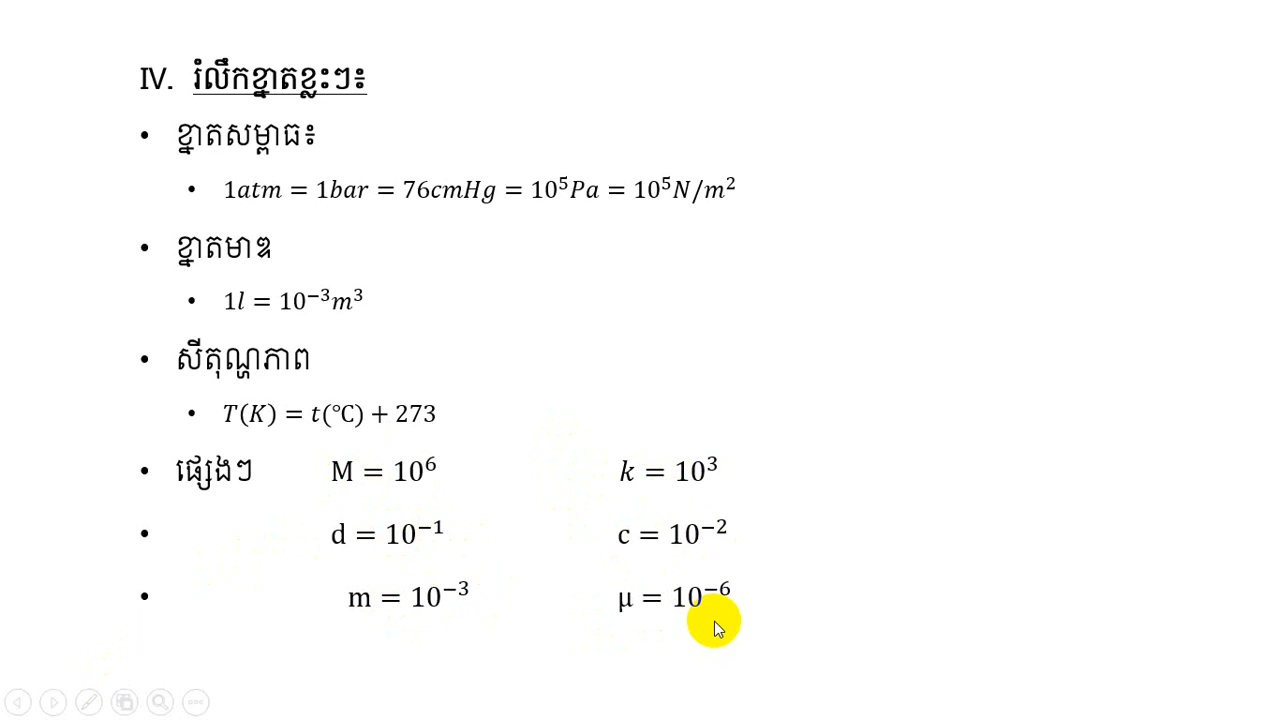 IV. រំលឹកខ្នាតខ្លះៗ៖
• ខ្នាតសម្ពាធ៖
• 1atm = 1bar = 76cmHg = 10⁵Pa = 10⁵N/m²
• ខ្នាតមាឌ
• 1l = 10⁻³m³
• សីតុណ្ហភាព
• T(K) = t(℃) + 273
• ផ្សេងៗ M = 10⁶ k = 10³
• d = 10⁻¹ c = 10⁻²
• m = 10⁻³ μ = 10⁻⁶